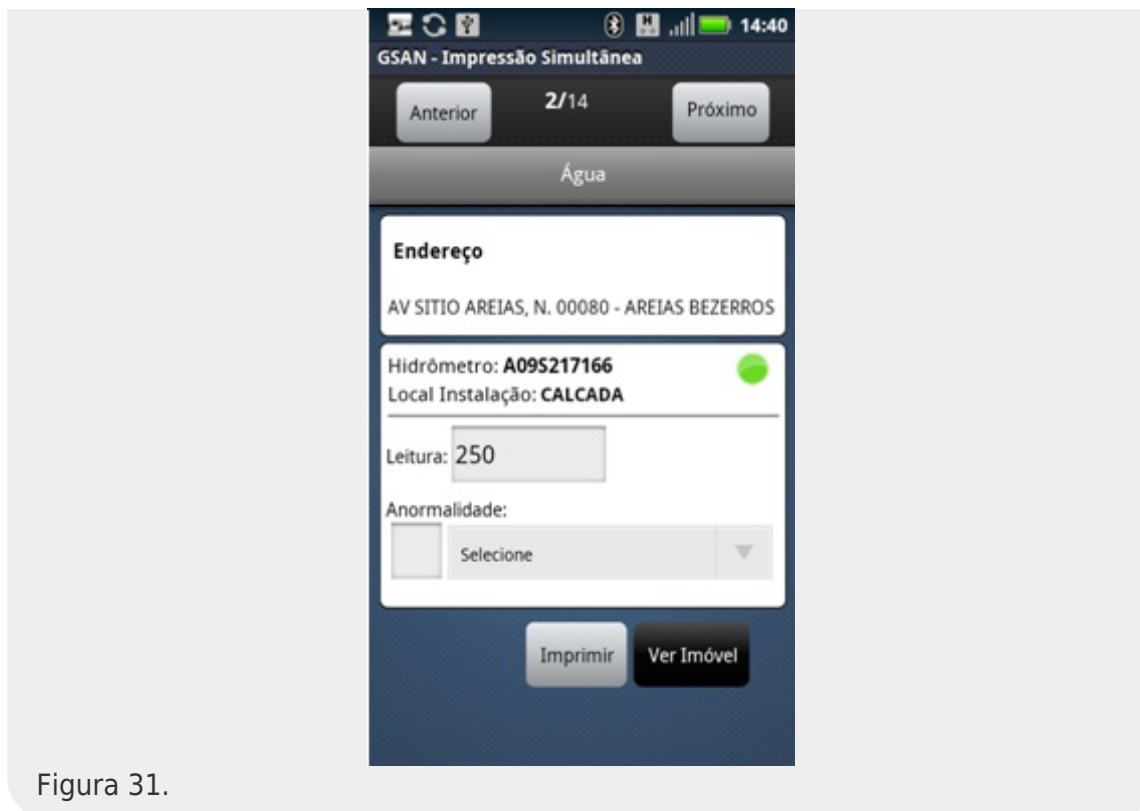 14:40
GSAN - Impressão Simultânea
Anterior 2/14 Próximo
Água
Endereço
AV SITIO AREIAS, N. 00080 - AREIAS BEZERROS
Hidrômetro: A09S217166
Local Instalação: CALCADA
Leitura: 250
Anormalidade:
Selecione
Imprimir Ver Imóvel
Figura 31.